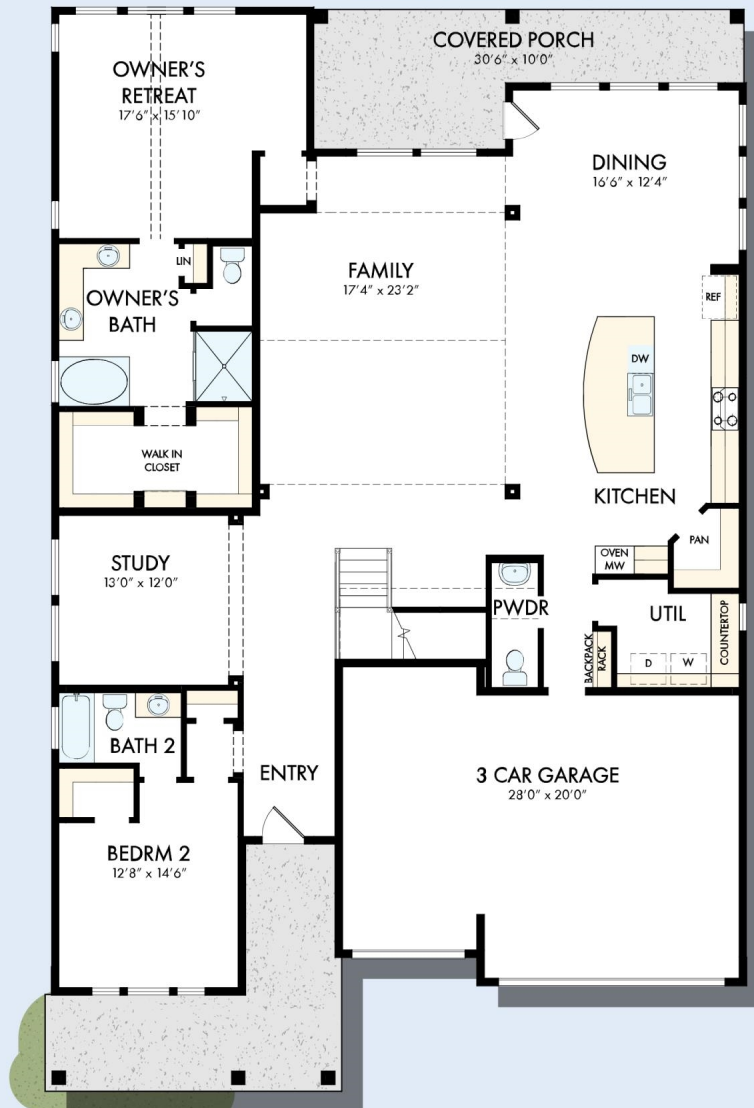 COVERED PORCH
30'6" x 10'0"
OWNER'S
RETREAT
17'6" x 15'10"
DINING
16'6" x 12'4"
LIN
FAMILY
17'4" x 23'2"
REF
OWNER'S
BATH
DW
WALK IN
CLOSET
KITCHEN
PAN
OVEN
MW
STUDY
13'0" x 12'0"
PWDR
UTIL
COUNTERTOP
BACKPACK
RACK
D
W
BATH 2
ENTRY
3 CAR GARAGE
28'0" x 20'0"
BEDRM 2
12'8" x 14'6"